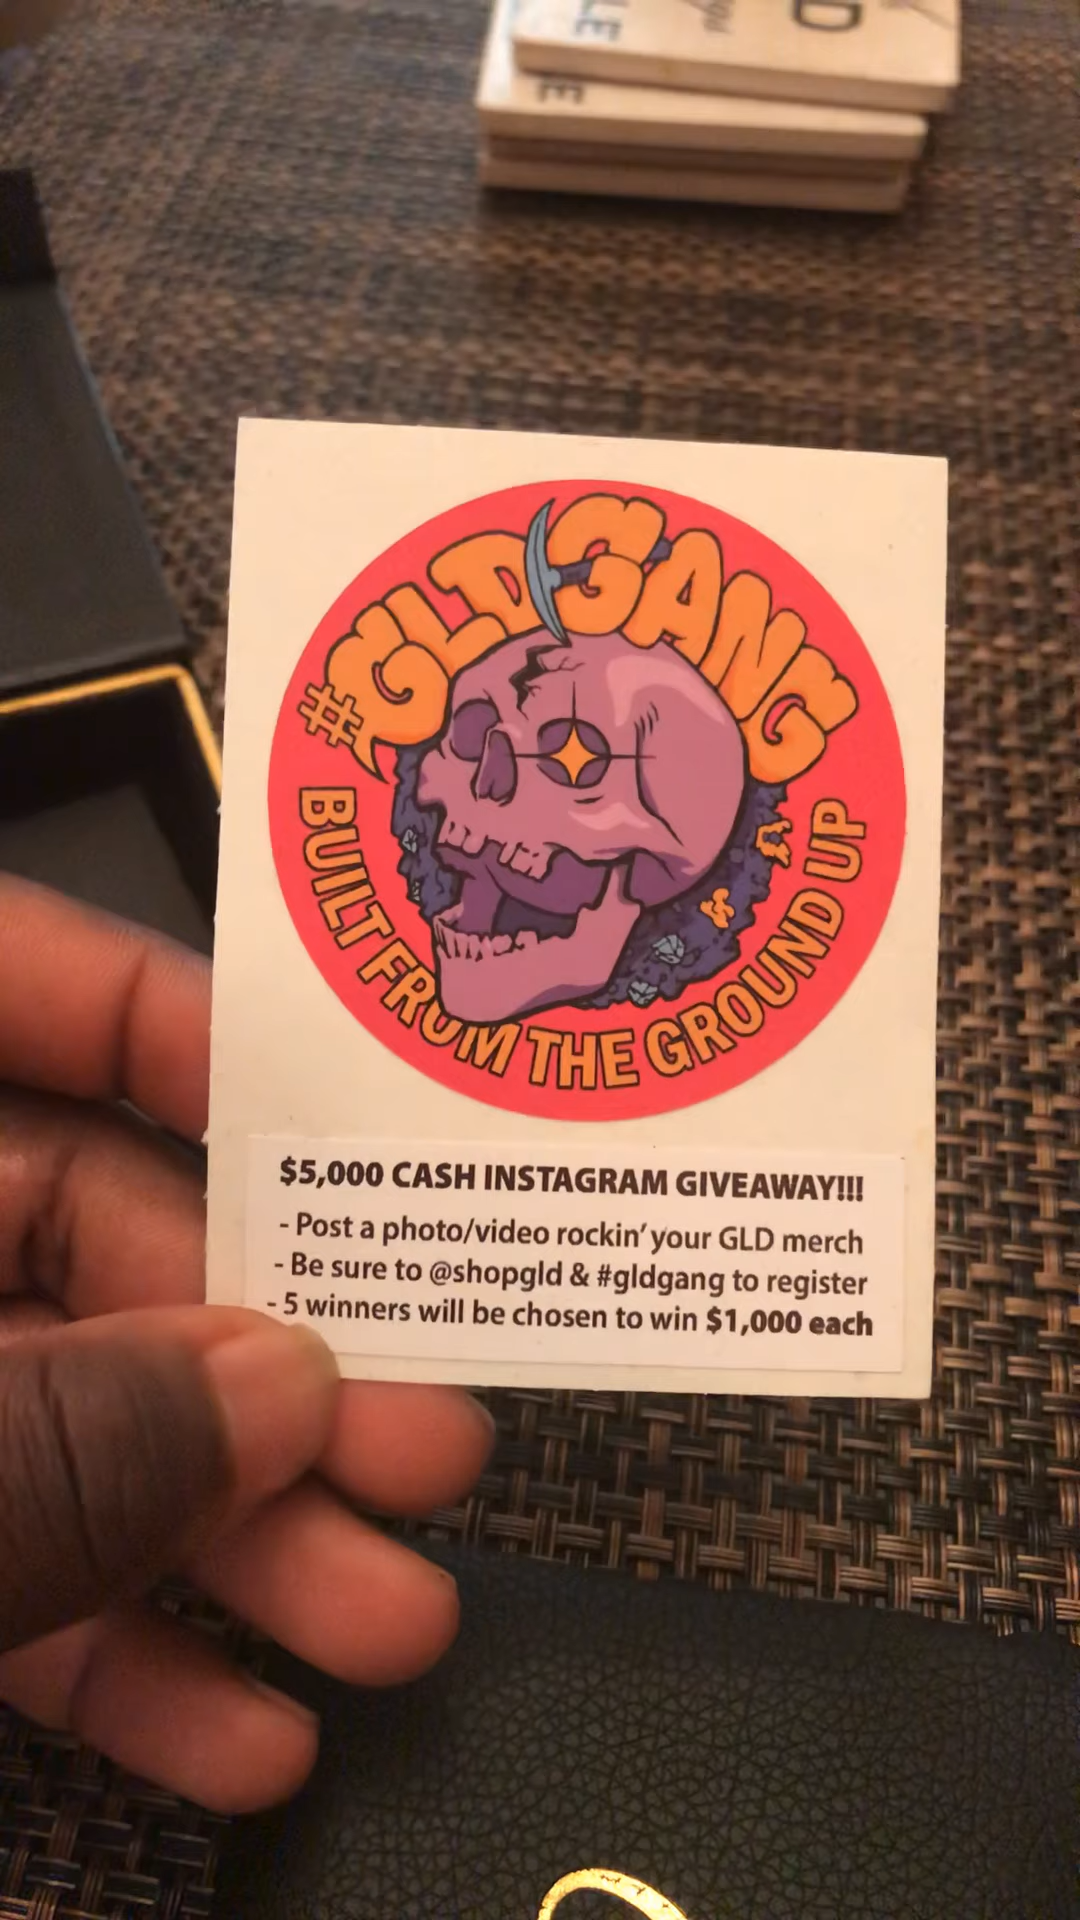 #GLDGANG
BUILT FROM THE GROUND UP
$5,000 CASH INSTAGRAM GIVEAWAY!!!
- Post a photo/video rockin' your GLD merch
- Be sure to @shopgld & #gldgang to register
- 5 winners will be chosen to win $1,000 each